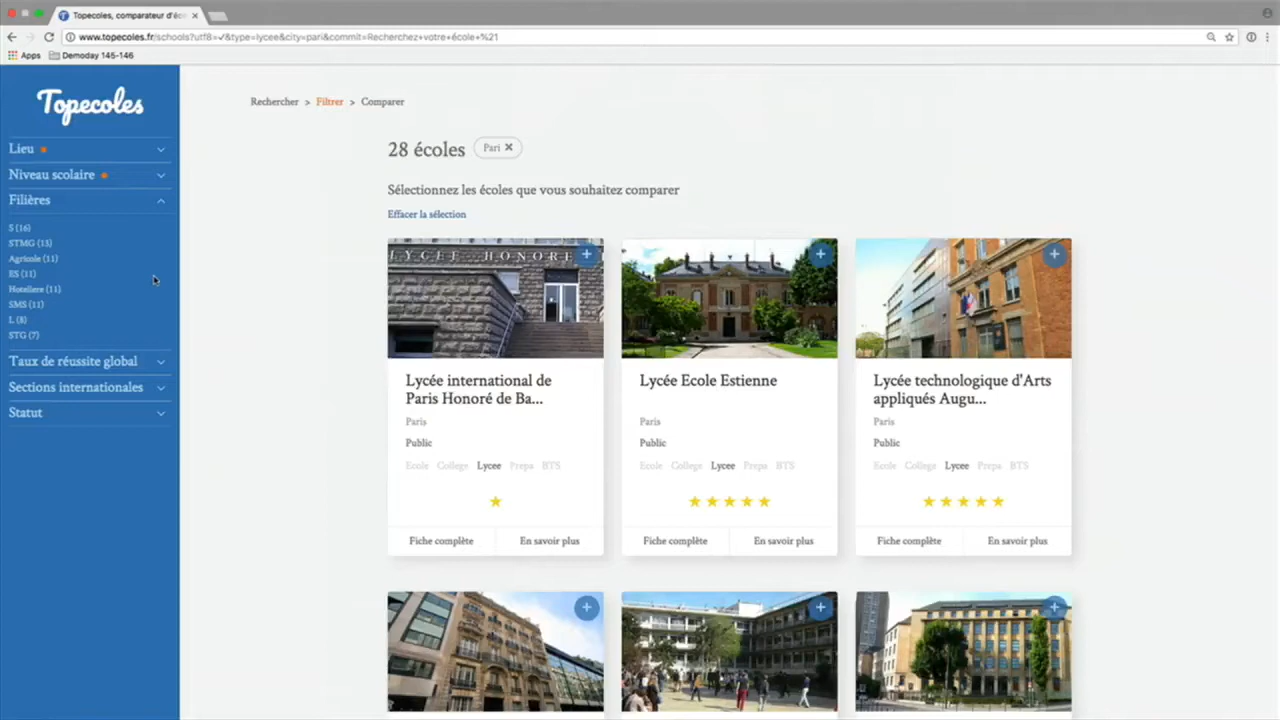 Topecoles, comparateur d'éco
www.topecoles.fr/schools?utf8=✓&type=lycee&city=pari&commit=Recherchez+votre+école+%21
Apps Demoday 145-146
Topecoles
Lieu
Niveau scolaire
Filières
S (16)
STMG (13)
Agricole (11)
ES (11)
Hoteliere (11)
SMS (11)
L (8)
STG (7)
Taux de réussite global
Sections internationales
Statut
Rechercher > Filtrer > Comparer
28 écoles Pari ✕
Sélectionnez les écoles que vous souhaitez comparer
Effacer la sélection
LYCEE HONORE
Lycée international de
Paris Honoré de Ba...
Paris
Public
Ecole College Lycee Prepa BTS
Fiche complète En savoir plus
Lycée Ecole Estienne
Paris
Public
Ecole College Lycee Prepa BTS
Fiche complète En savoir plus
Lycée technologique d'Arts
appliqués Augu...
Paris
Public
Ecole College Lycee Prepa BTS
Fiche complète En savoir plus